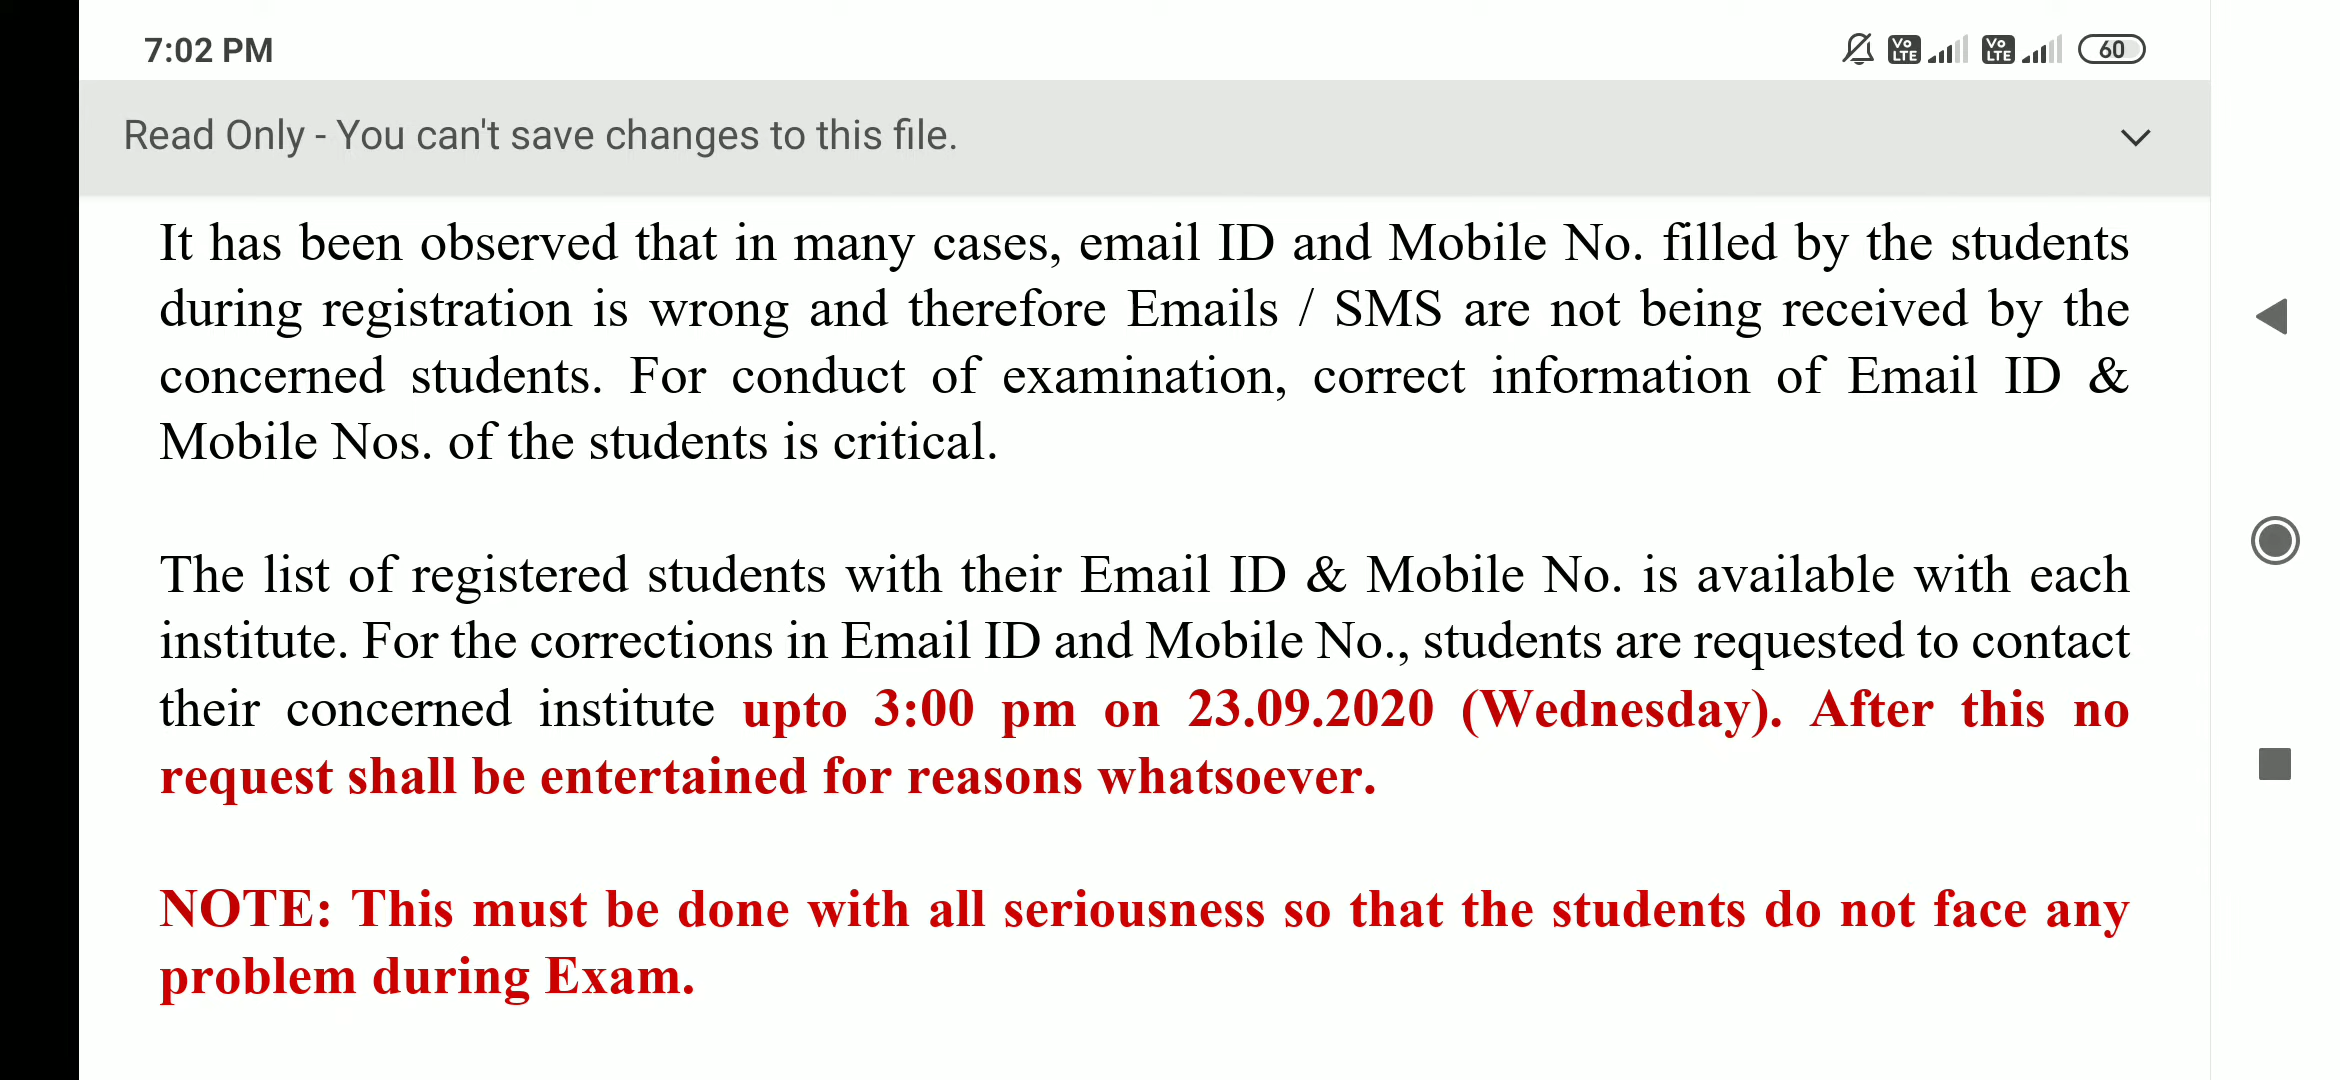 7:02 PM
Vo LTE Vo LTE 60
Read Only - You can't save changes to this file.
It has been observed that in many cases, email ID and Mobile No. filled by the students
during registration is wrong and therefore Emails / SMS are not being received by the
concerned students. For conduct of examination, correct information of Email ID &
Mobile Nos. of the students is critical.
The list of registered students with their Email ID & Mobile No. is available with each
institute. For the corrections in Email ID and Mobile No., students are requested to contact
their concerned institute upto 3:00 pm on 23.09.2020 (Wednesday). After this no
request shall be entertained for reasons whatsoever.
NOTE: This must be done with all seriousness so that the students do not face any
problem during Exam.